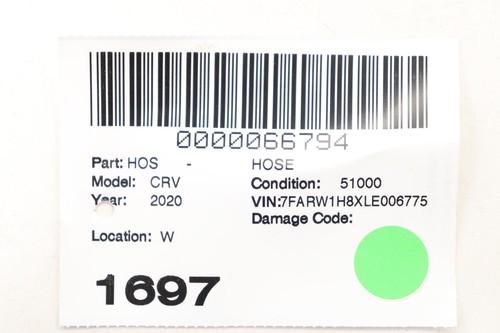 0000066794
Part: HOS - HOSE
Model: CRV Condition: 51000
Year: 2020 VIN:7FARW1H8XLE006775
Damage Code:
Location: W
1697